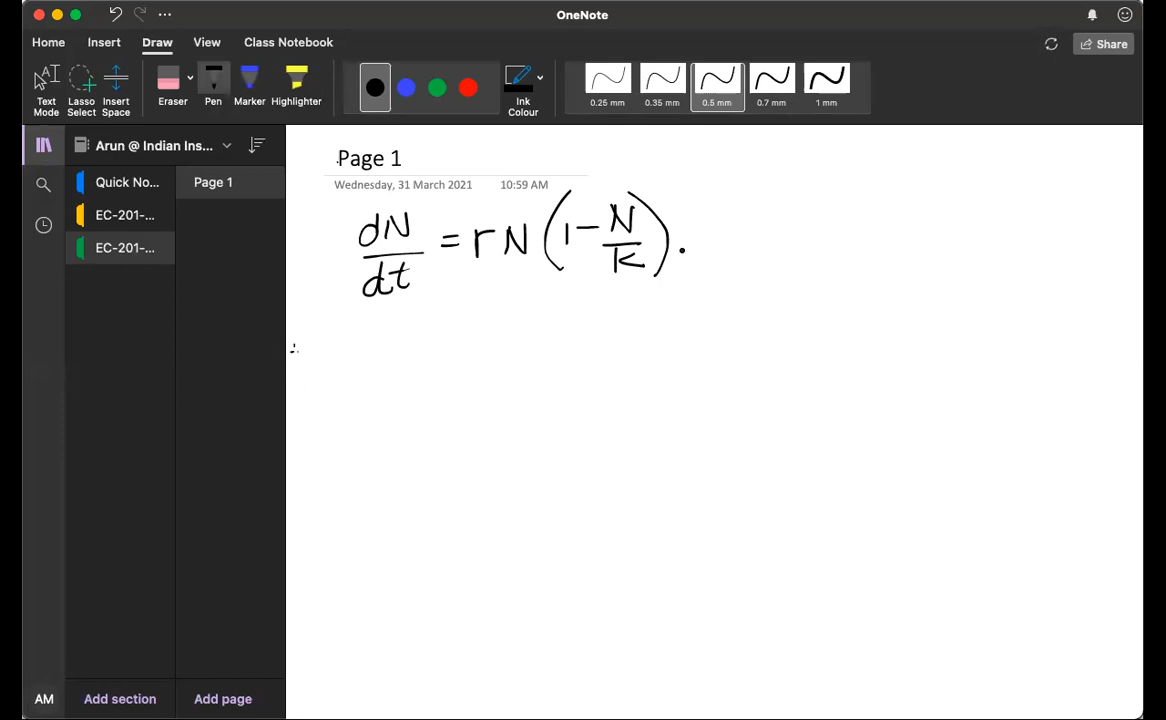 OneNote
Home Insert Draw View Class Notebook Share
Text Mode
Lasso Select
Insert Space
Eraser
Pen
Marker
Highlighter
Ink Colour
0.25 mm
0.35 mm
0.5 mm
0.7 mm
1 mm
Arun @ Indian Ins...
Quick No...
EC-201-...
EC-201-...
Page 1
Page 1
Wednesday, 31 March 2021 10:59 AM
dN/dt = rN(1 - N/K).
AM
Add section
Add page